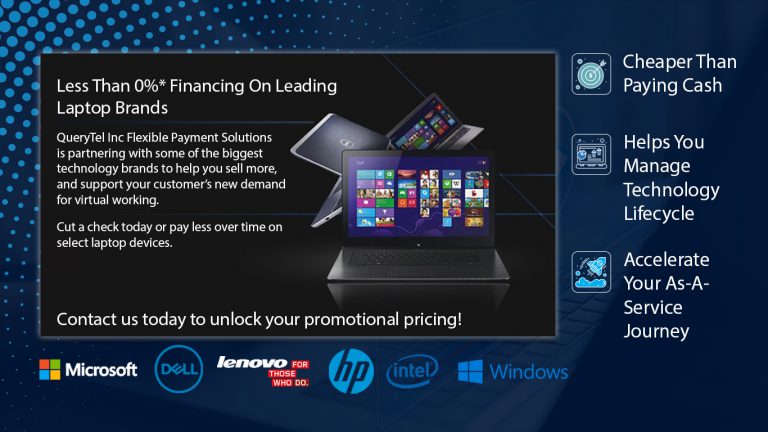 Less Than 0%* Financing On Leading
Laptop Brands
QueryTel Inc Flexible Payment Solutions
is partnering with some of the biggest
technology brands to help you sell more,
and support your customer's new demand
for virtual working.
Cut a check today or pay less over time on
select laptop devices.
Contact us today to unlock your promotional pricing!
Cheaper Than
Paying Cash
Helps You
Manage
Technology
Lifecycle
Accelerate
Your As-A-
Service
Journey
Microsoft
DELL
lenovo FOR
THOSE
WHO DO.
hp
intel
Windows